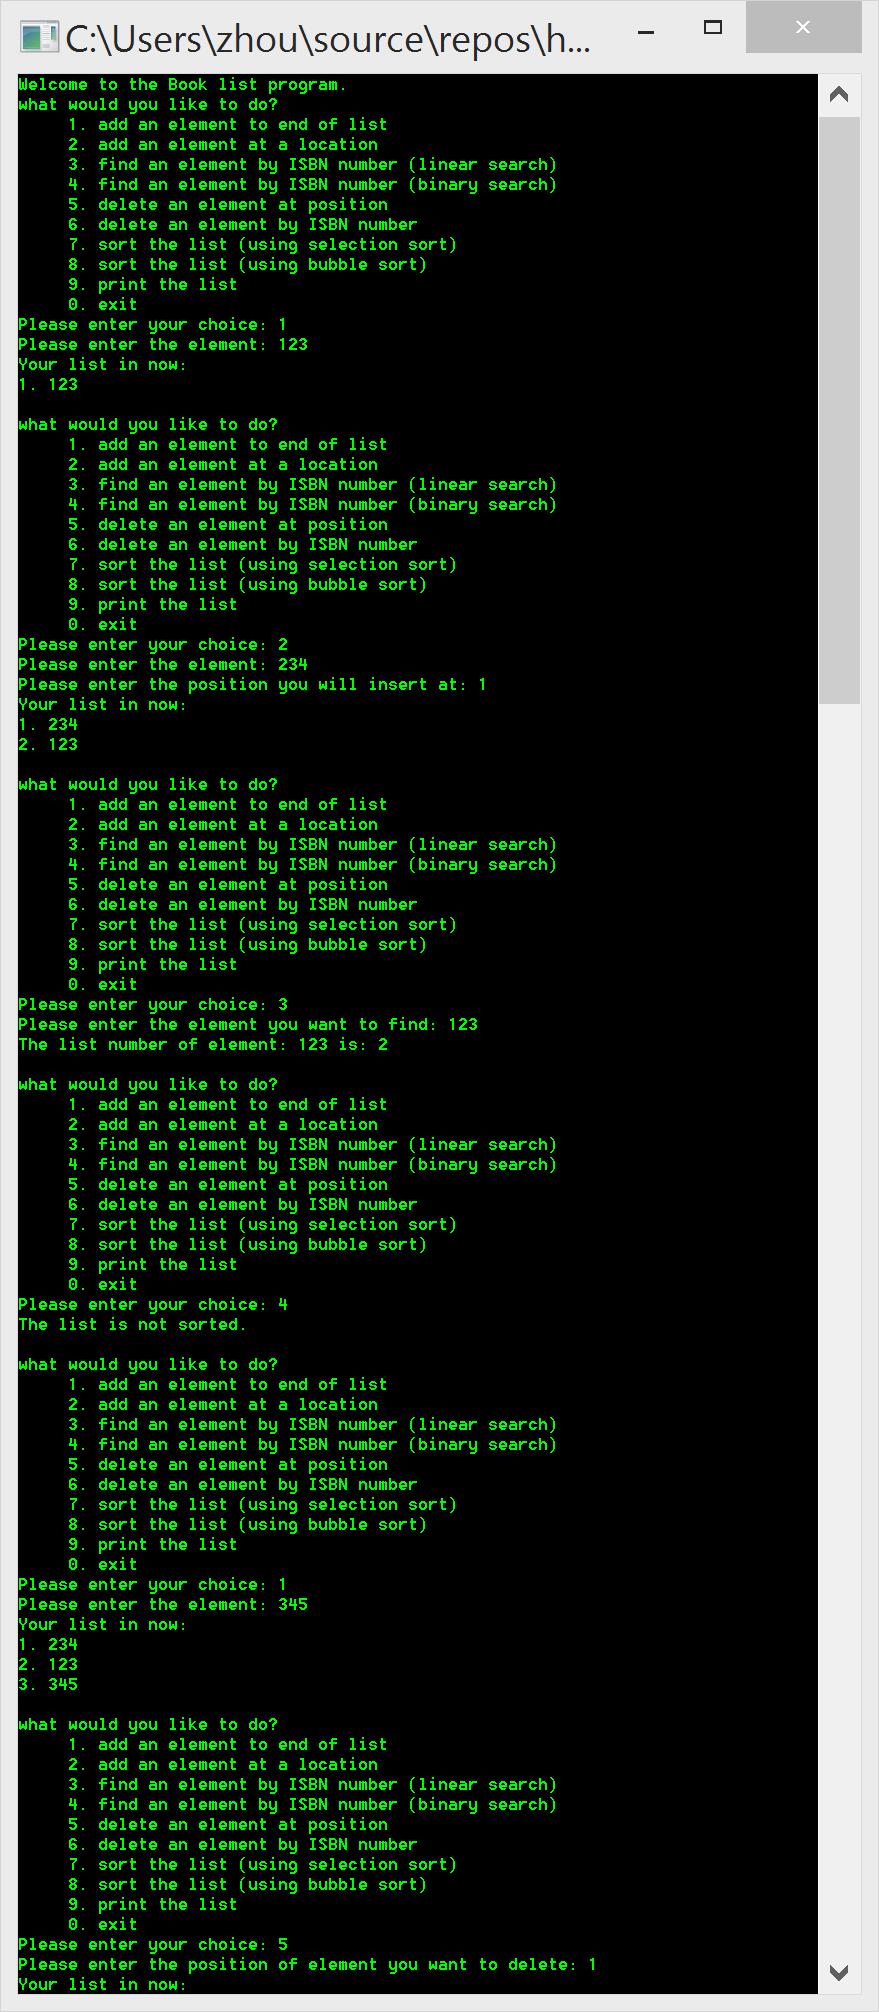 C:\Users\zhou\source\repos\h...
Welcome to the Book list program.
what would you like to do?
1. add an element to end of list
2. add an element at a location
3. find an element by ISBN number (linear search)
4. find an element by ISBN number (binary search)
5. delete an element at position
6. delete an element by ISBN number
7. sort the list (using selection sort)
8. sort the list (using bubble sort)
9. print the list
0. exit
Please enter your choice: 1
Please enter the element: 123
Your list in now:
1. 123
what would you like to do?
1. add an element to end of list
2. add an element at a location
3. find an element by ISBN number (linear search)
4. find an element by ISBN number (binary search)
5. delete an element at position
6. delete an element by ISBN number
7. sort the list (using selection sort)
8. sort the list (using bubble sort)
9. print the list
0. exit
Please enter your choice: 2
Please enter the element: 234
Please enter the position you will insert at: 1
Your list in now:
1. 234
2. 123
what would you like to do?
1. add an element to end of list
2. add an element at a location
3. find an element by ISBN number (linear search)
4. find an element by ISBN number (binary search)
5. delete an element at position
6. delete an element by ISBN number
7. sort the list (using selection sort)
8. sort the list (using bubble sort)
9. print the list
0. exit
Please enter your choice: 3
Please enter the element you want to find: 123
The list number of element: 123 is: 2
what would you like to do?
1. add an element to end of list
2. add an element at a location
3. find an element by ISBN number (linear search)
4. find an element by ISBN number (binary search)
5. delete an element at position
6. delete an element by ISBN number
7. sort the list (using selection sort)
8. sort the list (using bubble sort)
9. print the list
0. exit
Please enter your choice: 4
The list is not sorted.
what would you like to do?
1. add an element to end of list
2. add an element at a location
3. find an element by ISBN number (linear search)
4. find an element by ISBN number (binary search)
5. delete an element at position
6. delete an element by ISBN number
7. sort the list (using selection sort)
8. sort the list (using bubble sort)
9. print the list
0. exit
Please enter your choice: 1
Please enter the element: 345
Your list in now:
1. 234
2. 123
3. 345
what would you like to do?
1. add an element to end of list
2. add an element at a location
3. find an element by ISBN number (linear search)
4. find an element by ISBN number (binary search)
5. delete an element at position
6. delete an element by ISBN number
7. sort the list (using selection sort)
8. sort the list (using bubble sort)
9. print the list
0. exit
Please enter your choice: 5
Please enter the position of element you want to delete: 1
Your list in now: